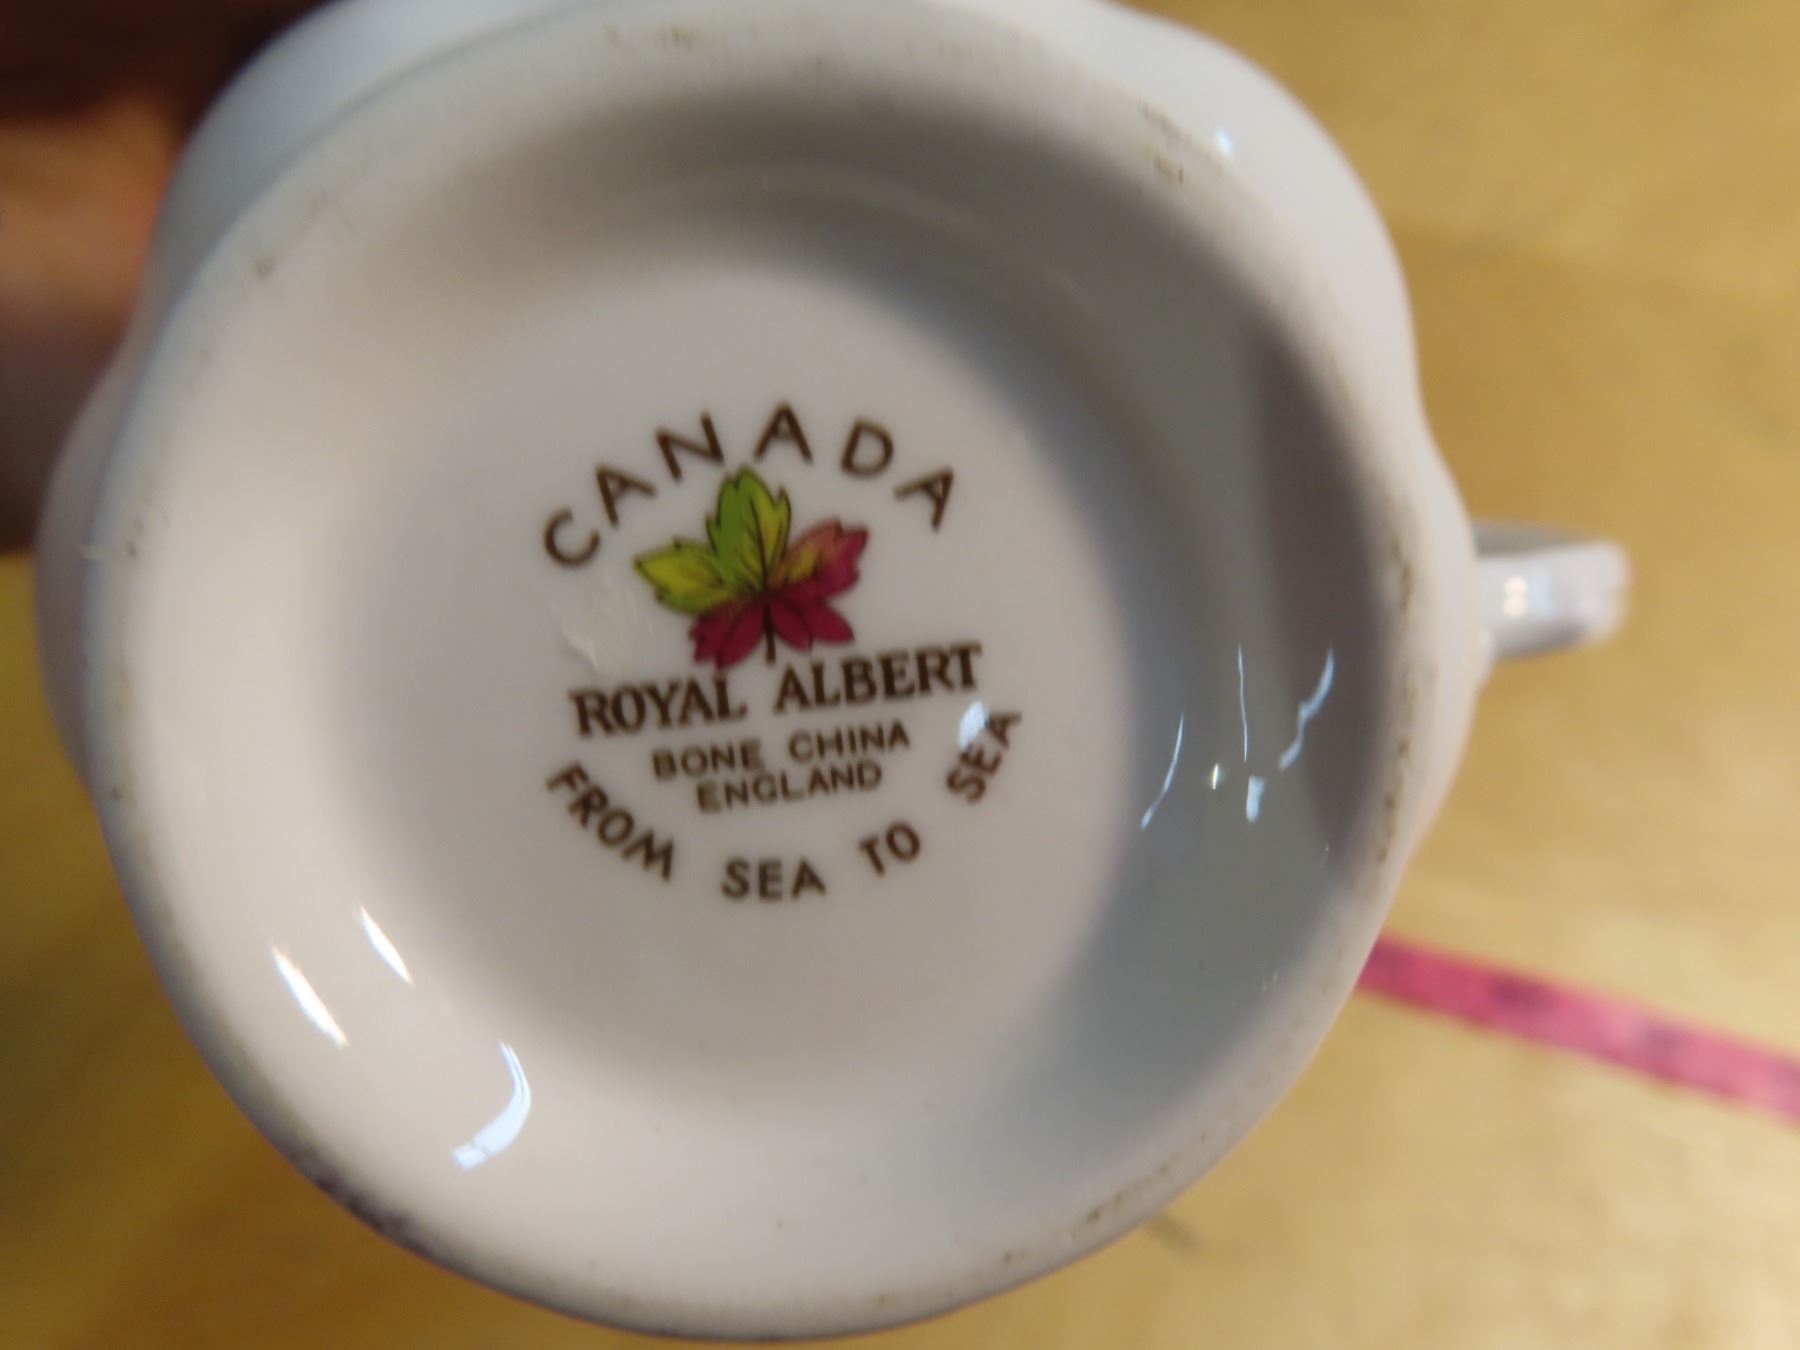 CANADA
ROYAL ALBERT
BONE CHINA
ENGLAND
FROM SEA TO SEA